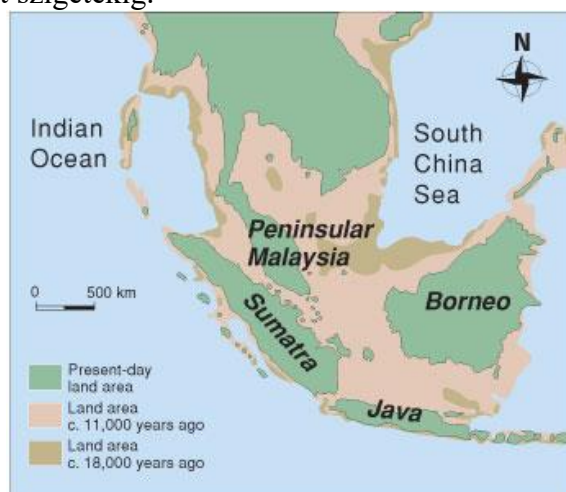 t szigetekig.
N
Indian
Ocean
South
China
Sea
Peninsular
Malaysia
0 500 km
Sumatra
Borneo
Java
Present-day
land area
Land area
c. 11,000 years ago
Land area
c. 18,000 years ago